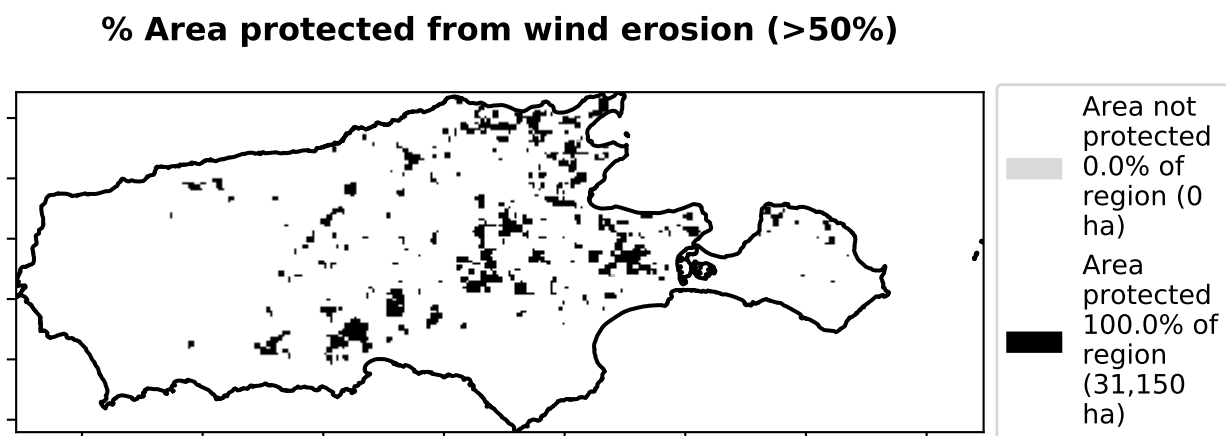 % Area protected from wind erosion (>50%)
Area not
protected
0.0% of
region (0
ha)
Area
protected
100.0% of
region
(31,150
ha)